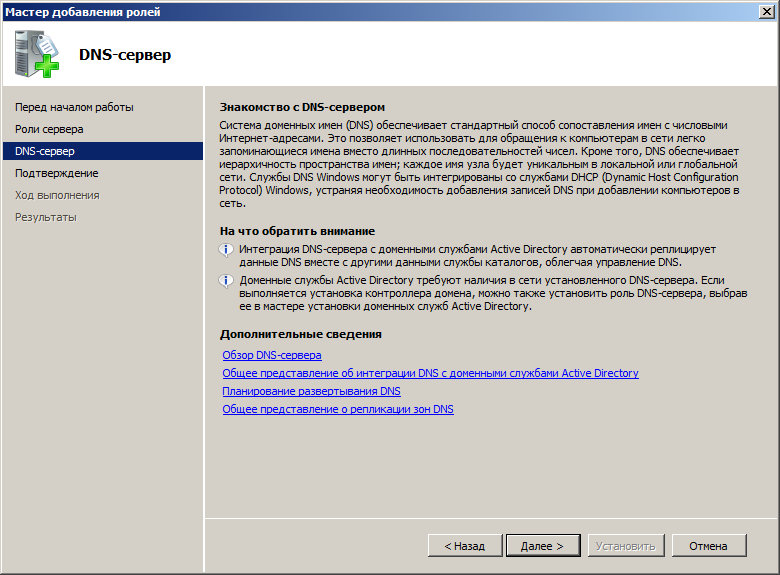 Мастер добавления ролей
DNS-сервер
Перед началом работы
Роли сервера
DNS-сервер
Подтверждение
Ход выполнения
Результаты
Знакомство с DNS-сервером
Система доменных имен (DNS) обеспечивает стандартный способ сопоставления имен с числовыми
Интернет-адресами. Это позволяет использовать для обращения к компьютерам в сети легко
запоминающиеся имена вместо длинных последовательностей чисел. Кроме того, DNS обеспечивает
иерархичность пространства имен; каждое имя узла будет уникальным в локальной или глобальной
сети. Службы DNS Windows могут быть интегрированы со службами DHCP (Dynamic Host Configuration
Protocol) Windows, устраняя необходимость добавления записей DNS при добавлении компьютеров в
сеть.
На что обратить внимание
Интеграция DNS-сервера с доменными службами Active Directory автоматически реплицирует
данные DNS вместе с другими данными службы каталогов, облегчая управление DNS.
Доменные службы Active Directory требуют наличия в сети установленного DNS-сервера. Если
выполняется установка контроллера домена, можно также установить роль DNS-сервера, выбрав
ее в мастере установки доменных служб Active Directory.
Дополнительные сведения
Обзор DNS-сервера
Общее представление об интеграции DNS с доменными службами Active Directory
Планирование развертывания DNS
Общее представление о репликации зон DNS
< Назад
Далее >
Установить
Отмена